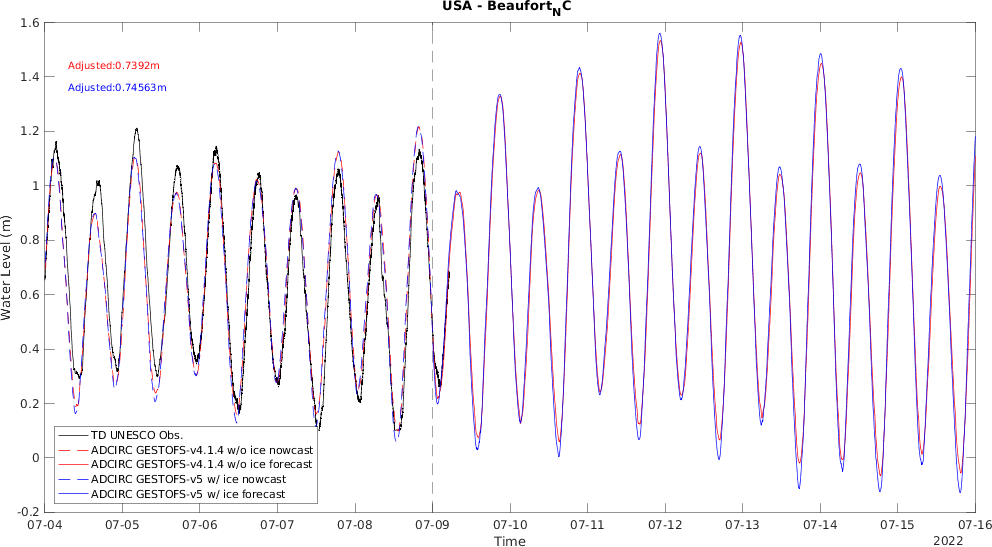 USA - Beaufort_NC
1.6
1.4
1.2
1
0.8
0.6
0.4
0.2
0
-0.2
Water Level (m)
Adjusted:0.7392m
Adjusted:0.74563m
TD UNESCO Obs.
ADCIRC GESTOFS-v4.1.4 w/o ice nowcast
ADCIRC GESTOFS-v4.1.4 w/o ice forecast
ADCIRC GESTOFS-v5 w/ ice nowcast
ADCIRC GESTOFS-v5 w/ ice forecast
07-04 07-05 07-06 07-07 07-08 07-09 07-10 07-11 07-12 07-13 07-14 07-15 07-16
Time
2022